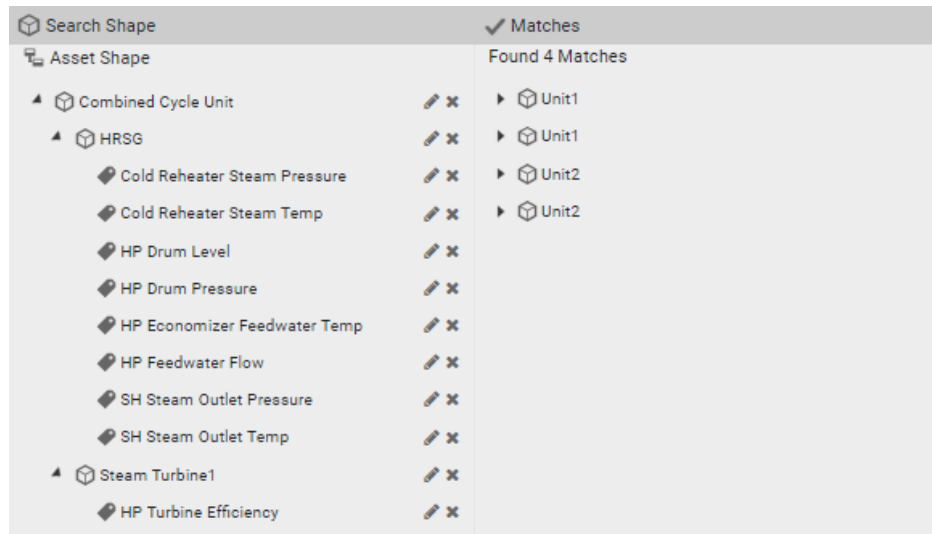 Search Shape
Asset Shape
Combined Cycle Unit
HRSG
Cold Reheater Steam Pressure
Cold Reheater Steam Temp
HP Drum Level
HP Drum Pressure
HP Economizer Feedwater Temp
HP Feedwater Flow
SH Steam Outlet Pressure
SH Steam Outlet Temp
Steam Turbine1
HP Turbine Efficiency
Matches
Found 4 Matches
Unit1
Unit1
Unit2
Unit2